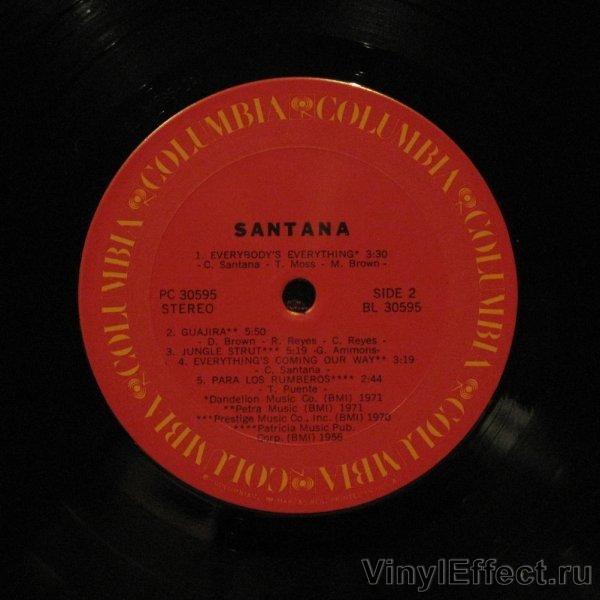 COLUMBIA COLUMBIA COLUMBIA COLUMBIA COLUMBIA COLUMBIA
SANTANA
1. EVERYBODY'S EVERYTHING* 3:30
- C. Santana - T. Moss - M. Brown -
PC 30595 SIDE 2
STEREO BL 30595
2. GUAJIRA** 5:50
- D. Brown - R. Reyes - C. Reyes -
3. JUNGLE STRUT*** 5:19 -G. Ammons-
4. EVERYTHING'S COMING OUR WAY** 3:19
- C. Santana -
5. PARA LOS RUMBEROS**** 2:44
- T. Puente -
*Dandelion Music Co. (BMI) 1971
**Petra Music (BMI) 1971
***Prestige Music Co., Inc. (BMI) 1970
****Patricia Music Pub.
Corp. (BMI) 1956
VinylEffect.ru